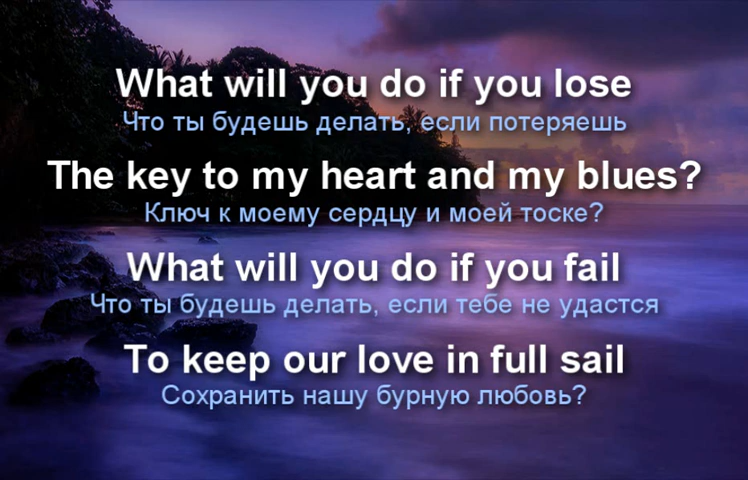 What will you do if you lose
Что ты будешь делать, если потеряешь
The key to my heart and my blues?
Ключ к моему сердцу и моей тоске?
What will you do if you fail
Что ты будешь делать, если тебе не удастся
To keep our love in full sail
Сохранить нашу бурную любовь?